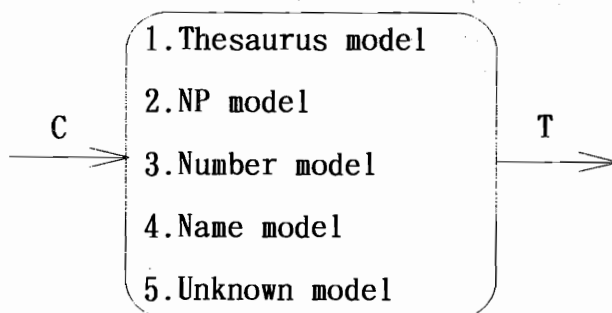 1.Thesaurus model
2.NP model
C
T
3.Number model
4.Name model
5.Unknown model